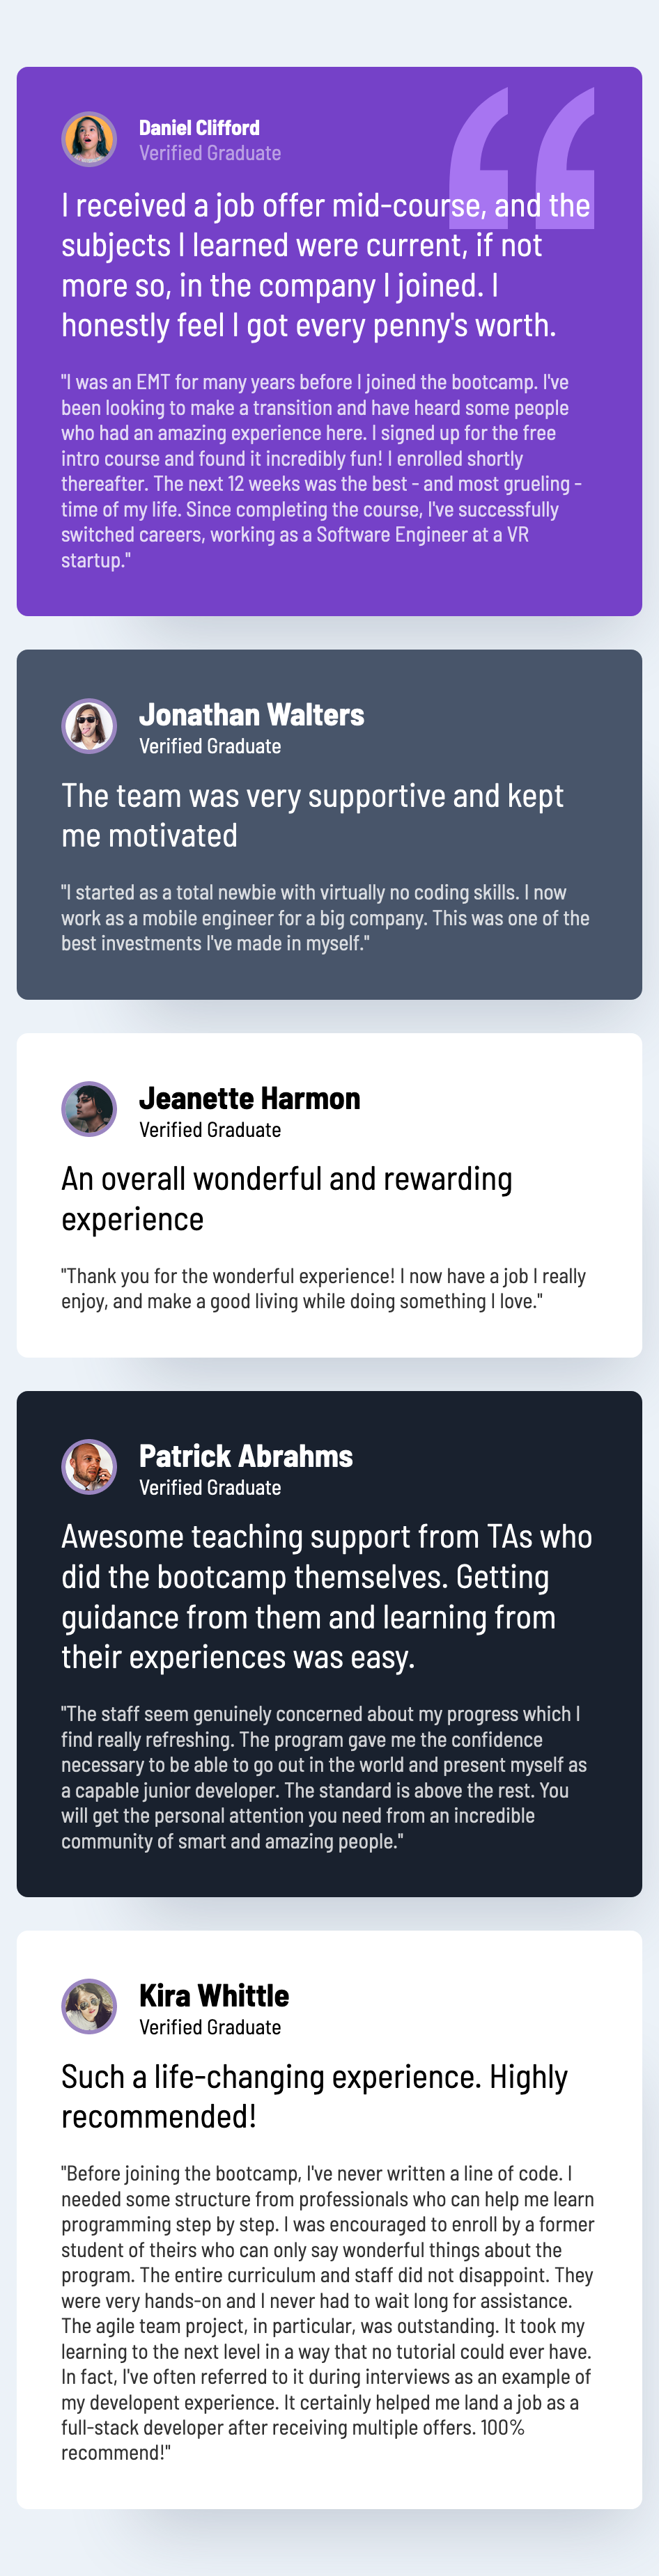 Daniel Clifford
Verified Graduate
I received a job offer mid-course, and the
subjects I learned were current, if not
more so, in the company I joined. I
honestly feel I got every penny's worth.
"I was an EMT for many years before I joined the bootcamp. I've
been looking to make a transition and have heard some people
who had an amazing experience here. I signed up for the free
intro course and found it incredibly fun! I enrolled shortly
thereafter. The next 12 weeks was the best - and most grueling -
time of my life. Since completing the course, I've successfully
switched careers, working as a Software Engineer at a VR
startup."
Jonathan Walters
Verified Graduate
The team was very supportive and kept
me motivated
"I started as a total newbie with virtually no coding skills. I now
work as a mobile engineer for a big company. This was one of the
best investments I've made in myself."
Jeanette Harmon
Verified Graduate
An overall wonderful and rewarding
experience
"Thank you for the wonderful experience! I now have a job I really
enjoy, and make a good living while doing something I love."
Patrick Abrahms
Verified Graduate
Awesome teaching support from TAs who
did the bootcamp themselves. Getting
guidance from them and learning from
their experiences was easy.
"The staff seem genuinely concerned about my progress which I
find really refreshing. The program gave me the confidence
necessary to be able to go out in the world and present myself as
a capable junior developer. The standard is above the rest. You
will get the personal attention you need from an incredible
community of smart and amazing people."
Kira Whittle
Verified Graduate
Such a life-changing experience. Highly
recommended!
"Before joining the bootcamp, I've never written a line of code. I
needed some structure from professionals who can help me learn
programming step by step. I was encouraged to enroll by a former
student of theirs who can only say wonderful things about the
program. The entire curriculum and staff did not disappoint. They
were very hands-on and I never had to wait long for assistance.
The agile team project, in particular, was outstanding. It took my
learning to the next level in a way that no tutorial could ever have.
In fact, I've often referred to it during interviews as an example of
my developent experience. It certainly helped me land a job as a
full-stack developer after receiving multiple offers. 100%
recommend!"